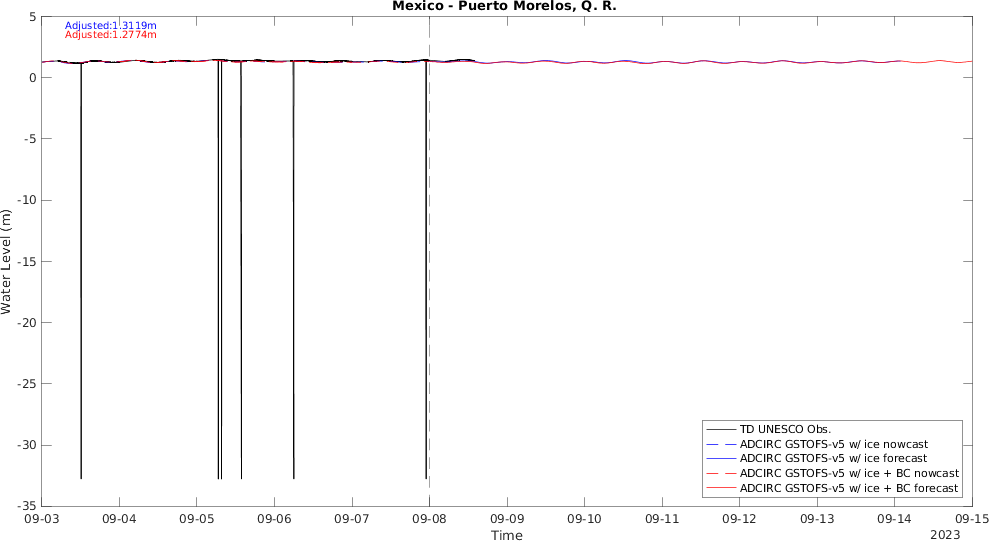 Mexico - Puerto Morelos, Q. R.
Adjusted:1.3119m
Adjusted:1.2774m
5
0
-5
-10
-15
-20
-25
-30
-35
Water Level (m)
TD UNESCO Obs.
ADCIRC GSTOFS-v5 w/ ice nowcast
ADCIRC GSTOFS-v5 w/ ice forecast
ADCIRC GSTOFS-v5 w/ ice + BC nowcast
ADCIRC GSTOFS-v5 w/ ice + BC forecast
09-03 09-04 09-05 09-06 09-07 09-08 09-09 09-10 09-11 09-12 09-13 09-14 09-15
Time
2023